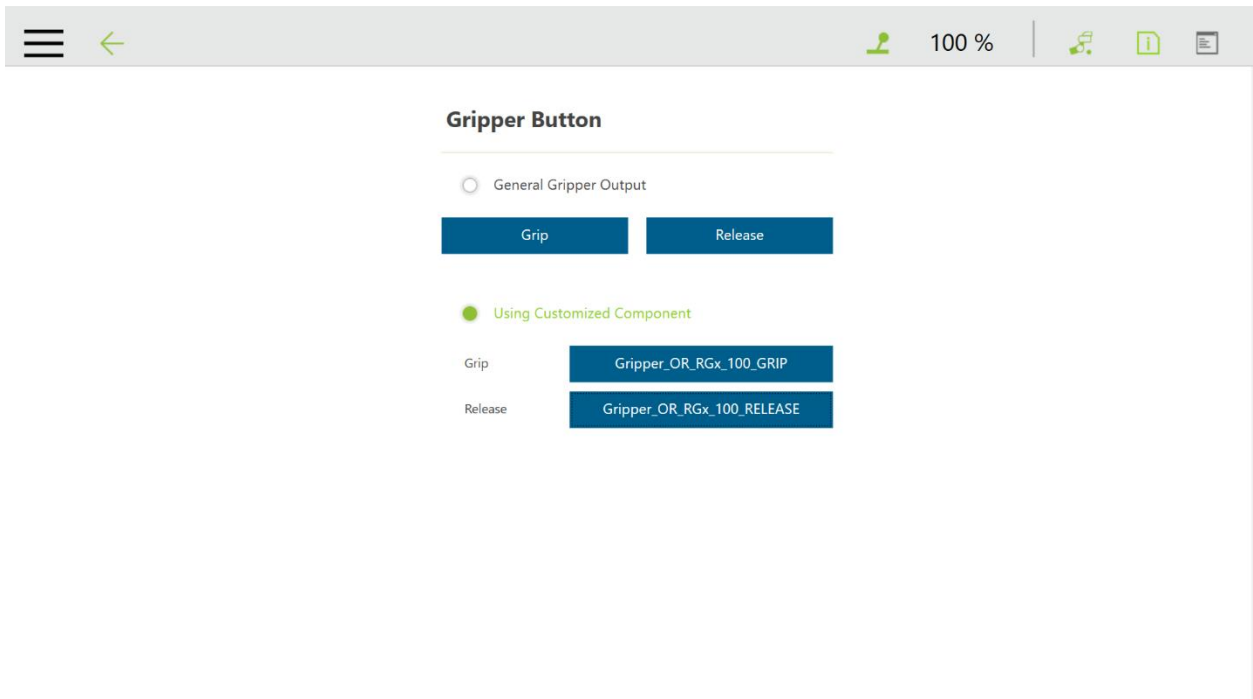 100 %
Gripper Button
General Gripper Output
Grip Release
Using Customized Component
Grip Gripper_OR_RGx_100_GRIP
Release Gripper_OR_RGx_100_RELEASE